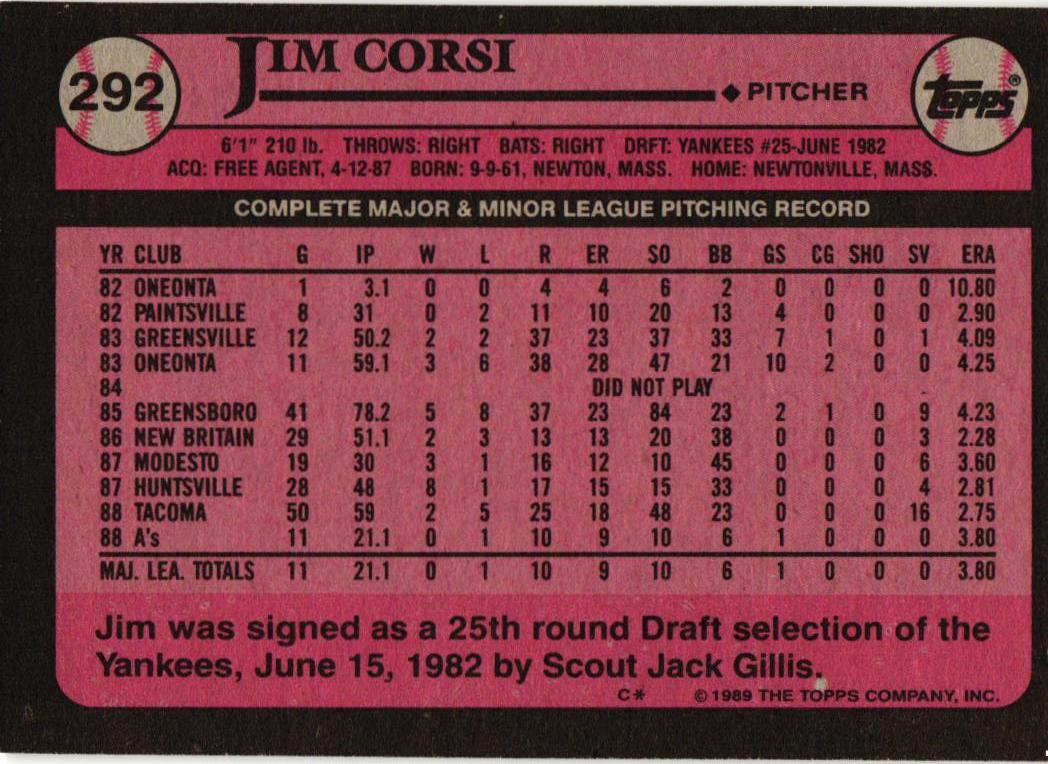 292
JIM CORSI
◆ PITCHER
TOPPS®
6'1" 210 lb. THROWS: RIGHT BATS: RIGHT DRFT: YANKEES #25-JUNE 1982
ACQ: FREE AGENT, 4-12-87 BORN: 9-9-61, NEWTON, MASS. HOME: NEWTONVILLE, MASS.
COMPLETE MAJOR & MINOR LEAGUE PITCHING RECORD
YR CLUB G IP W L R ER SO BB GS CG SHO SV ERA
82 ONEONTA 1 3.1 0 0 4 4 6 2 0 0 0 0 10.80
82 PAINTSVILLE 8 31 0 2 11 10 20 13 4 0 0 0 2.90
83 GREENSVILLE 12 50.2 2 2 37 23 37 33 7 1 0 1 4.09
83 ONEONTA 11 59.1 3 6 38 28 47 21 10 2 0 0 4.25
84 DID NOT PLAY
85 GREENSBORO 41 78.2 5 8 37 23 84 23 2 1 0 9 4.23
86 NEW BRITAIN 29 51.1 2 3 13 13 20 38 0 0 0 3 2.28
87 MODESTO 19 30 3 1 16 12 10 45 0 0 0 6 3.60
87 HUNTSVILLE 28 48 8 1 17 15 15 33 0 0 0 4 2.81
88 TACOMA 50 59 2 5 25 18 48 23 0 0 0 16 2.75
88 A's 11 21.1 0 1 10 9 10 6 1 0 0 0 3.80
MAJ. LEA. TOTALS 11 21.1 0 1 10 9 10 6 1 0 0 0 3.80
Jim was signed as a 25th round Draft selection of the
Yankees, June 15, 1982 by Scout Jack Gillis.
C* © 1989 THE TOPPS COMPANY, INC.